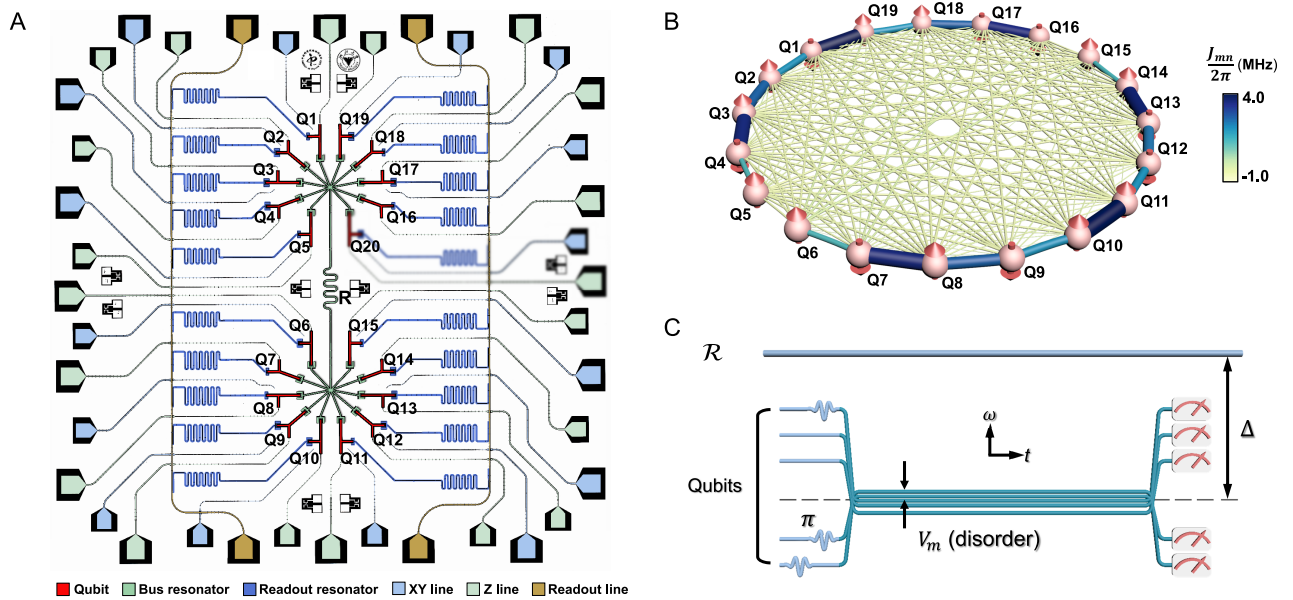 A
Q1
Q19
Q2
Q18
Q3
Q17
Q4
Q16
Q5
Q20
R
Q6
Q15
Q7
Q14
Q8
Q13
Q9
Q12
Q10
Q11
Qubit
Bus resonator
Readout resonator
XY line
Z line
Readout line
B
Q19
Q18
Q17
Q16
Q1
Q15
Q2
Q14
Q3
Q13
Q4
Q12
Q5
Q11
Q6
Q10
Q7
Q8
Q9
J_mn/2π (MHz)
4.0
-1.0
C
ℛ
ω
t
Δ
Qubits
π
V_m (disorder)